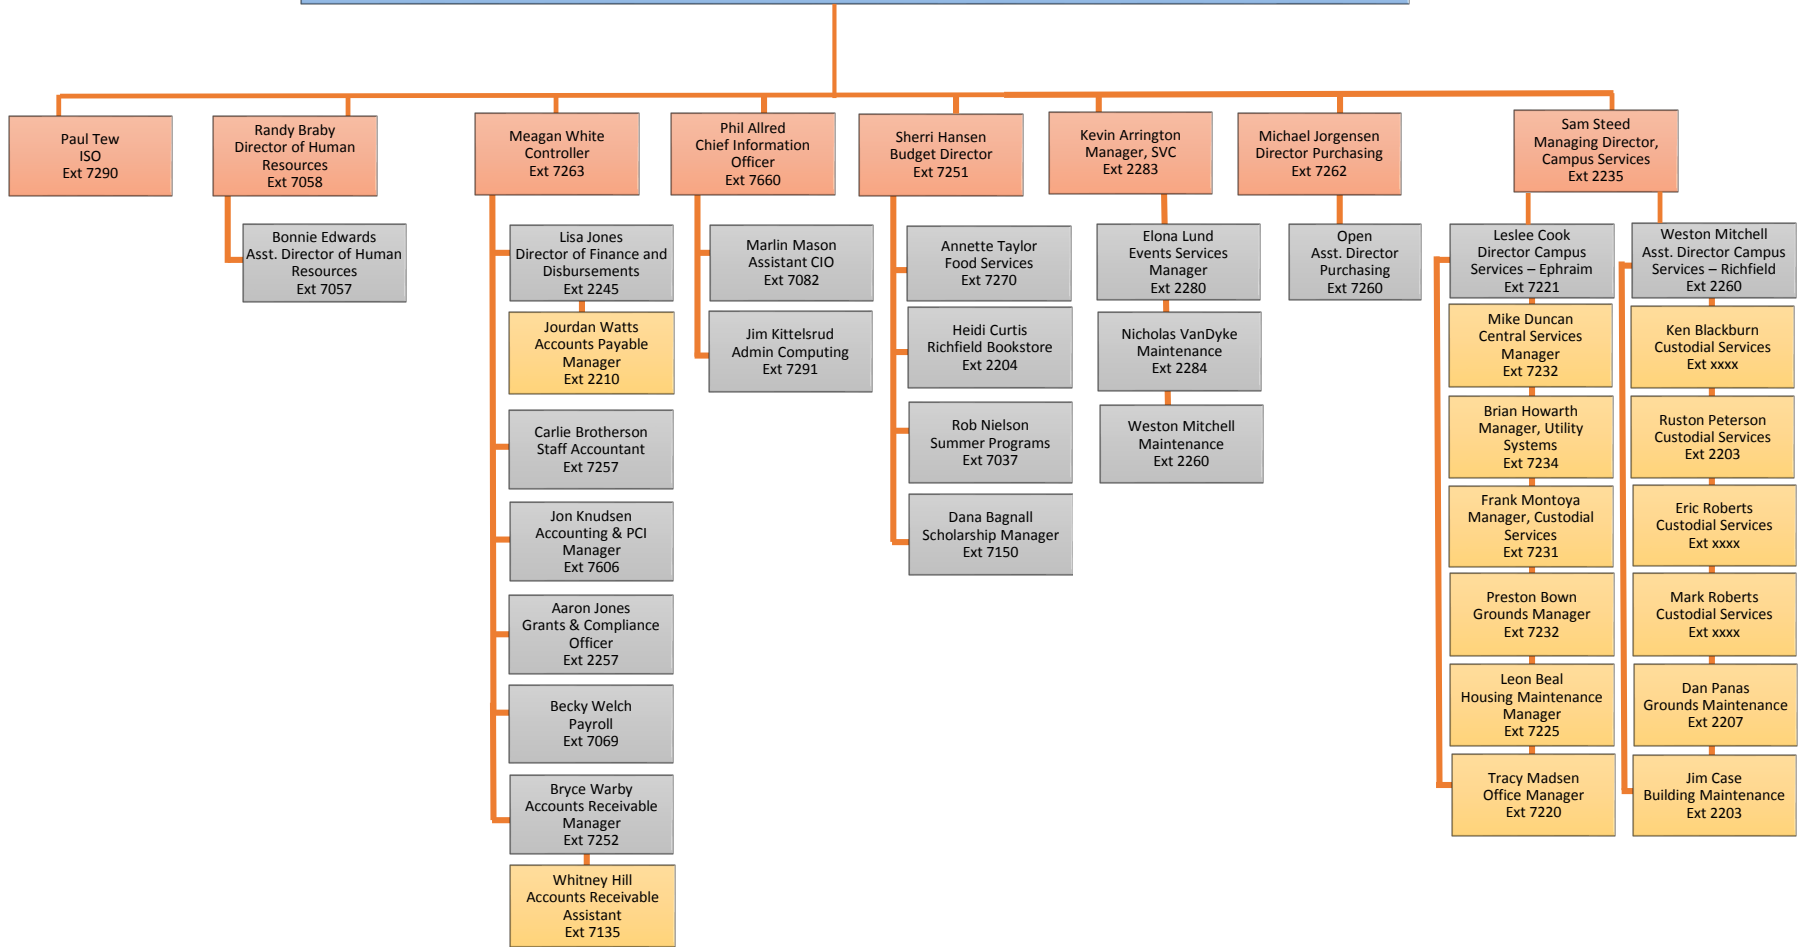 Paul Tew
ISO
Ext 7290
Randy Braby
Director of Human
Resources
Ext 7058
Bonnie Edwards
Asst. Director of Human
Resources
Ext 7057
Meagan White
Controller
Ext 7263
Lisa Jones
Director of Finance and
Disbursements
Ext 2245
Jourdan Watts
Accounts Payable
Manager
Ext 2210
Carlie Brotherson
Staff Accountant
Ext 7257
Jon Knudsen
Accounting & PCI
Manager
Ext 7606
Aaron Jones
Grants & Compliance
Officer
Ext 2257
Becky Welch
Payroll
Ext 7069
Bryce Warby
Accounts Receivable
Manager
Ext 7252
Whitney Hill
Accounts Receivable
Assistant
Ext 7135
Phil Allred
Chief Information
Officer
Ext 7660
Marlin Mason
Assistant CIO
Ext 7082
Jim Kittelsrud
Admin Computing
Ext 7291
Sherri Hansen
Budget Director
Ext 7251
Annette Taylor
Food Services
Ext 7270
Heidi Curtis
Richfield Bookstore
Ext 2204
Rob Nielson
Summer Programs
Ext 7037
Dana Bagnall
Scholarship Manager
Ext 7150
Kevin Arrington
Manager, SVC
Ext 2283
Elona Lund
Events Services
Manager
Ext 2280
Nicholas VanDyke
Maintenance
Ext 2284
Weston Mitchell
Maintenance
Ext 2260
Michael Jorgensen
Director Purchasing
Ext 7262
Open
Asst. Director
Purchasing
Ext 7260
Sam Steed
Managing Director,
Campus Services
Ext 2235
Leslee Cook
Director Campus
Services – Ephraim
Ext 7221
Mike Duncan
Central Services
Manager
Ext 7232
Brian Howarth
Manager, Utility
Systems
Ext 7234
Frank Montoya
Manager, Custodial
Services
Ext 7231
Preston Bown
Grounds Manager
Ext 7232
Leon Beal
Housing Maintenance
Manager
Ext 7225
Tracy Madsen
Office Manager
Ext 7220
Weston Mitchell
Asst. Director Campus
Services – Richfield
Ext 2260
Ken Blackburn
Custodial Services
Ext xxxx
Ruston Peterson
Custodial Services
Ext 2203
Eric Roberts
Custodial Services
Ext xxxx
Mark Roberts
Custodial Services
Ext xxxx
Dan Panas
Grounds Maintenance
Ext 2207
Jim Case
Building Maintenance
Ext 2203